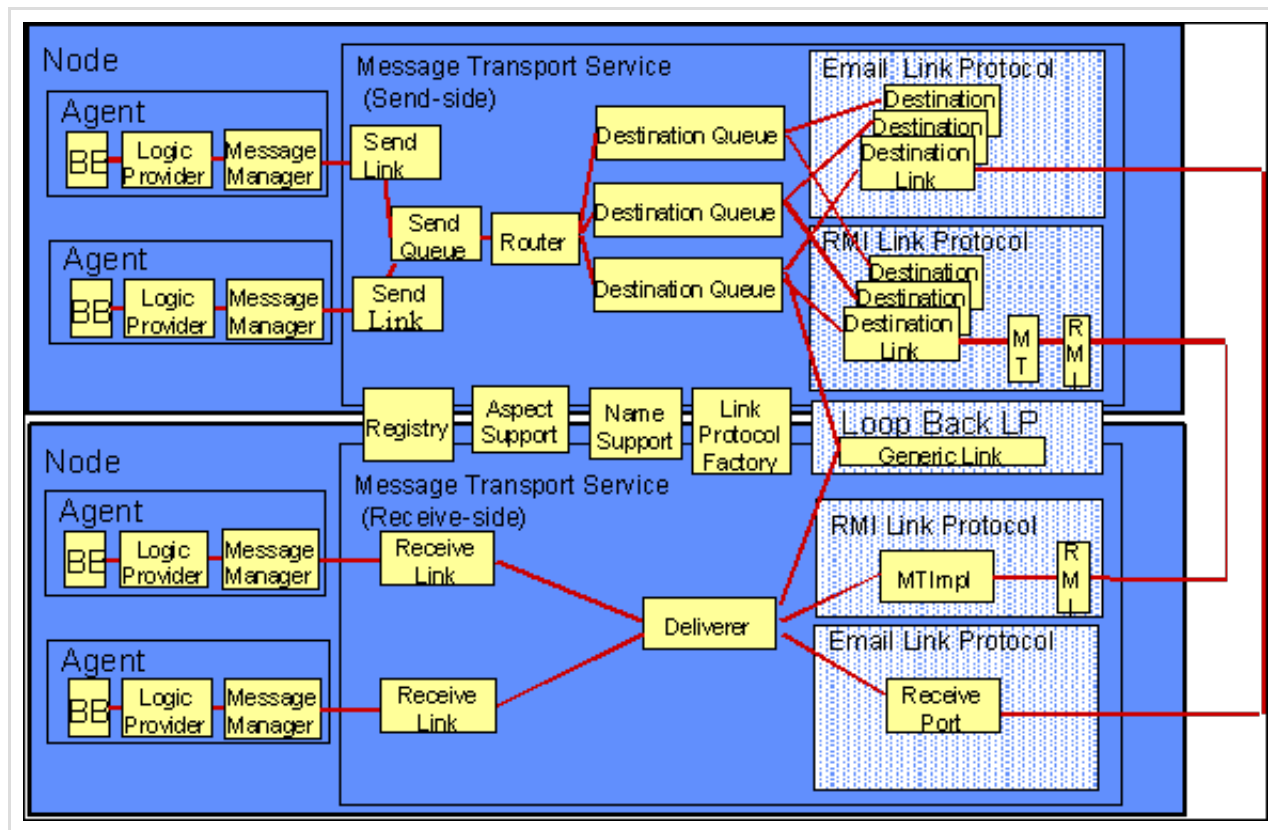 Node
Agent
BB
Logic
Provider
Message
Manager
Agent
BB
Logic
Provider
Message
Manager
Message Transport Service
(Send-side)
Send
Link
Send
Queue
Send
Link
Router
Destination Queue
Destination Queue
Destination Queue
Email Link Protocol
Destination
Destination
Destination
Link
RMI Link Protocol
Destination
Destination
Destination
Link
M
T
R
M
I
Registry
Aspect
Support
Name
Support
Link
Protocol
Factory
Loop Back LP
Generic Link
Node
Agent
BB
Logic
Provider
Message
Manager
Agent
BB
Logic
Provider
Message
Manager
Message Transport Service
(Receive-side)
Receive
Link
Receive
Link
Deliverer
RMI Link Protocol
MTImpl
R
M
I
Email Link Protocol
Receive
Port